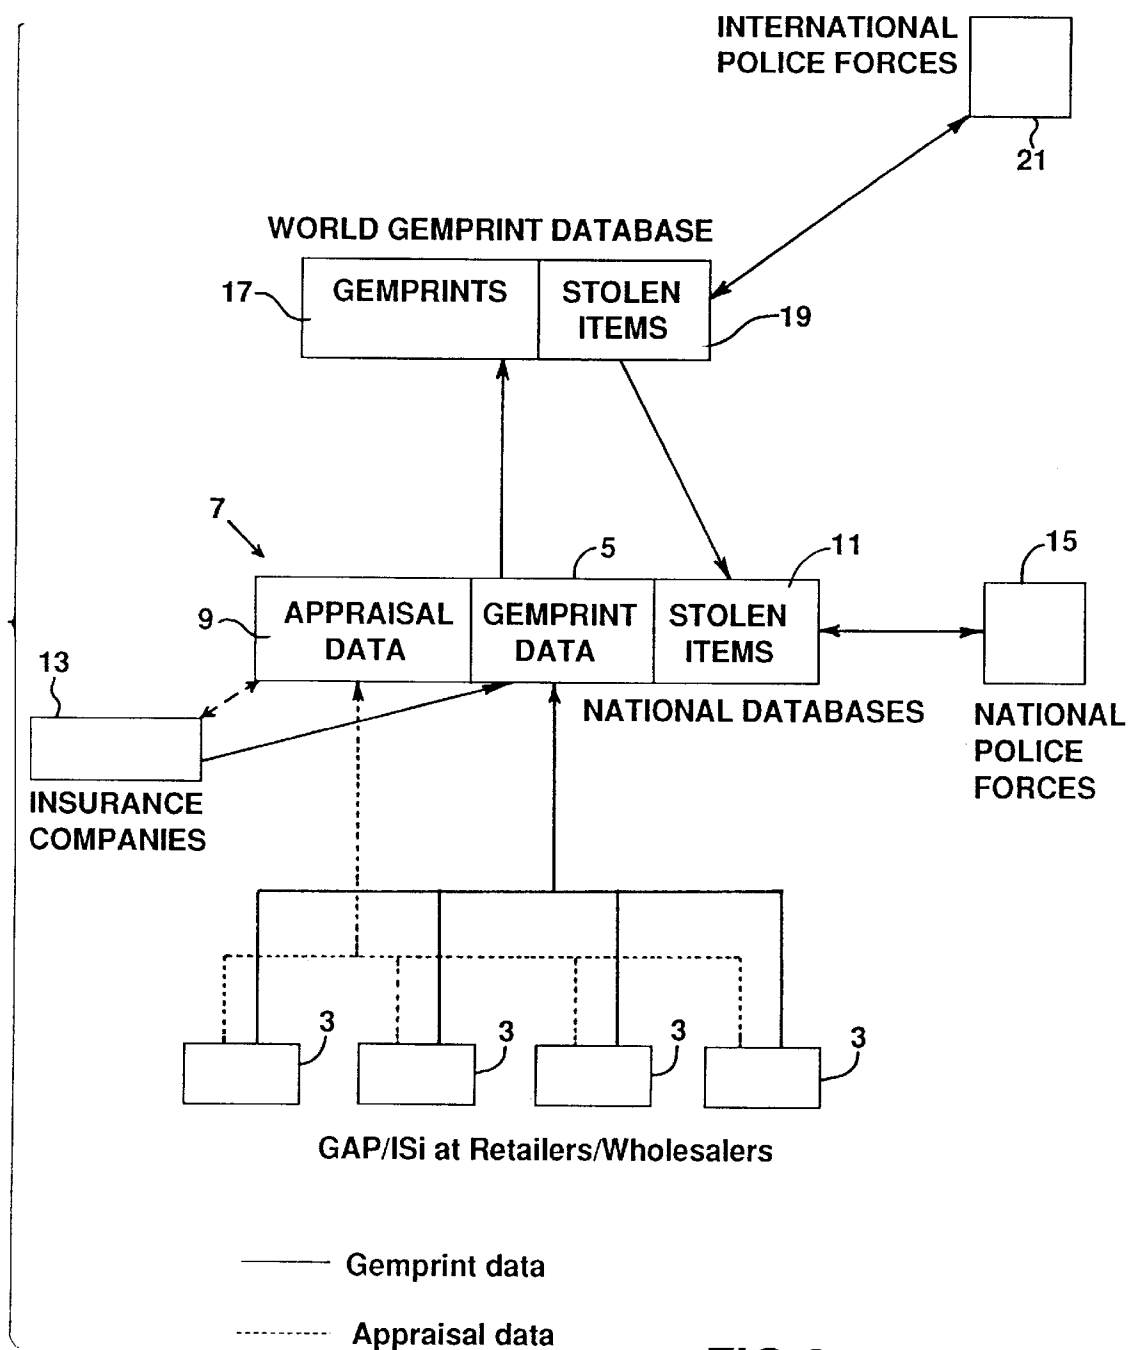 INTERNATIONAL
POLICE FORCES
21
WORLD GEMPRINT DATABASE
17
GEMPRINTS
STOLEN
ITEMS
19
7
5
11
15
9
APPRAISAL
DATA
GEMPRINT
DATA
STOLEN
ITEMS
13
NATIONAL DATABASES
NATIONAL
POLICE
FORCES
INSURANCE
COMPANIES
3
3
3
3
GAP/ISi at Retailers/Wholesalers
Gemprint data
Appraisal data